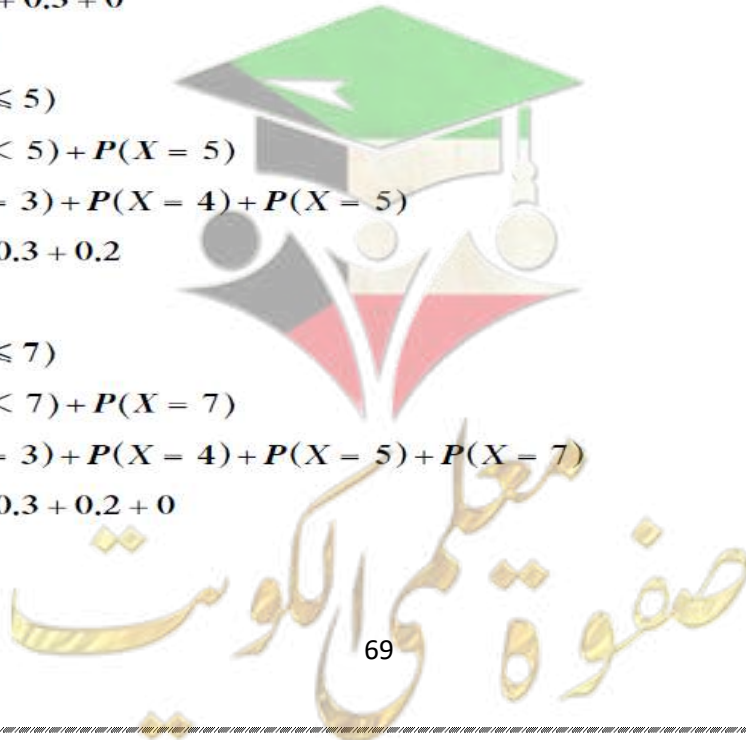 + 0.3 + 0
⩽ 5)
< 5) + P(X = 5)
= 3) + P(X = 4) + P(X = 5)
0.3 + 0.2
⩽ 7)
< 7) + P(X = 7)
= 3) + P(X = 4) + P(X = 5) + P(X = 7)
0.3 + 0.2 + 0
صفوة معلمى الكويت
69